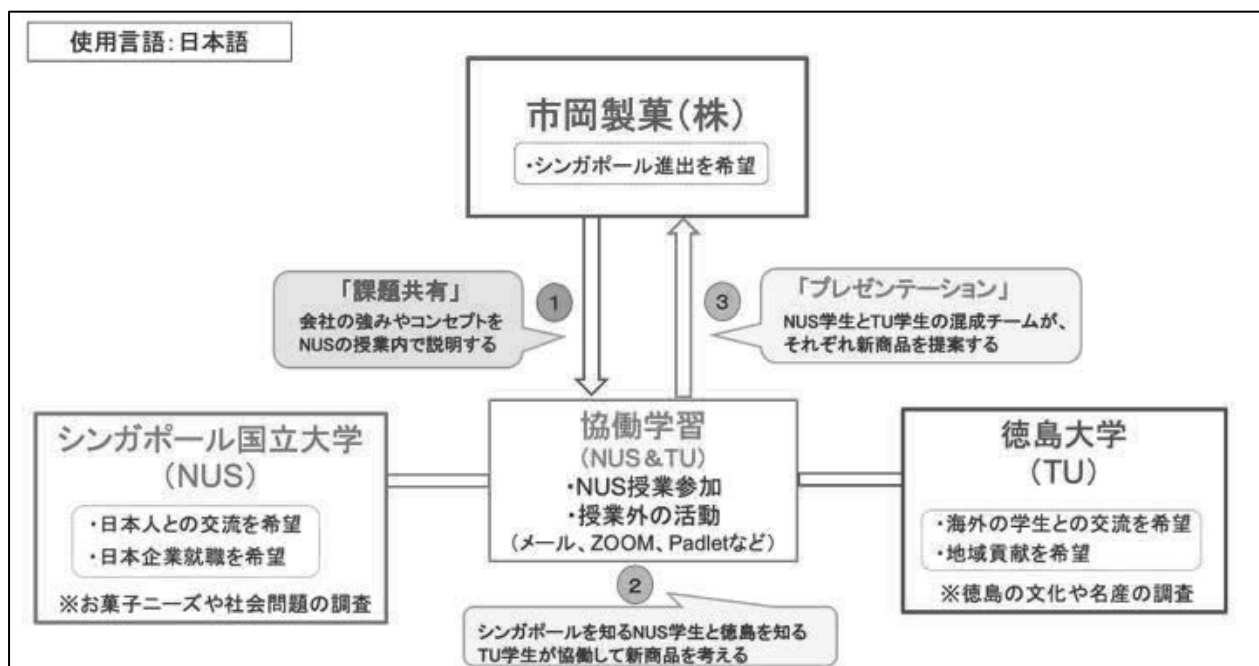 使用言語:日本語
市岡製菓(株)
・シンガポール進出を希望
「課題共有」
会社の強みやコンセプトを
NUSの授業内で説明する
1
3
「プレゼンテーション」
NUS学生とTU学生の混成チームが、
それぞれ新商品を提案する
シンガポール国立大学
(NUS)
・日本人との交流を希望
・日本企業就職を希望
※お菓子ニーズや社会問題の調査
協働学習
(NUS&TU)
・NUS授業参加
・授業外の活動
(メール、ZOOM、Padletなど)
徳島大学
(TU)
・海外の学生との交流を希望
・地域貢献を希望
※徳島の文化や名産の調査
2
シンガポールを知るNUS学生と徳島を知る
TU学生が協働して新商品を考える